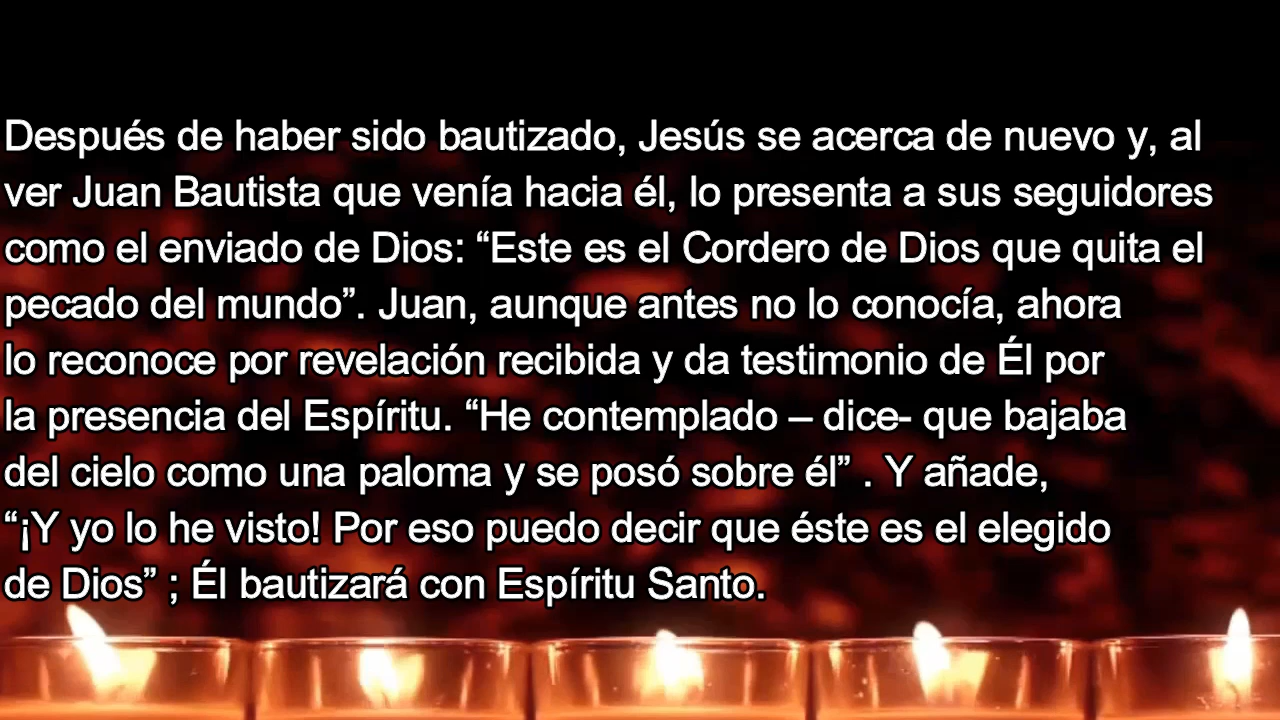 Después de haber sido bautizado, Jesús se acerca de nuevo y, al
ver Juan Bautista que venía hacia él, lo presenta a sus seguidores
como el enviado de Dios: “Este es el Cordero de Dios que quita el
pecado del mundo”. Juan, aunque antes no lo conocía, ahora
lo reconoce por revelación recibida y da testimonio de Él por
la presencia del Espíritu. “He contemplado – dice- que bajaba
del cielo como una paloma y se posó sobre él” . Y añade,
“¡Y yo lo he visto! Por eso puedo decir que éste es el elegido
de Dios” ; Él bautizará con Espíritu Santo.